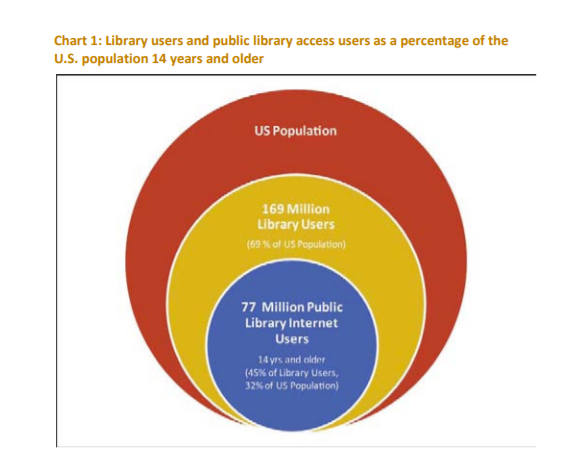 Chart 1: Library users and public library access users as a percentage of the
U.S. population 14 years and older
US Population
169 Million
Library Users
(69 % of US Population)
77 Million Public
Library Internet
Users
14 yrs and older
(45% of Library Users,
32% of US Population)